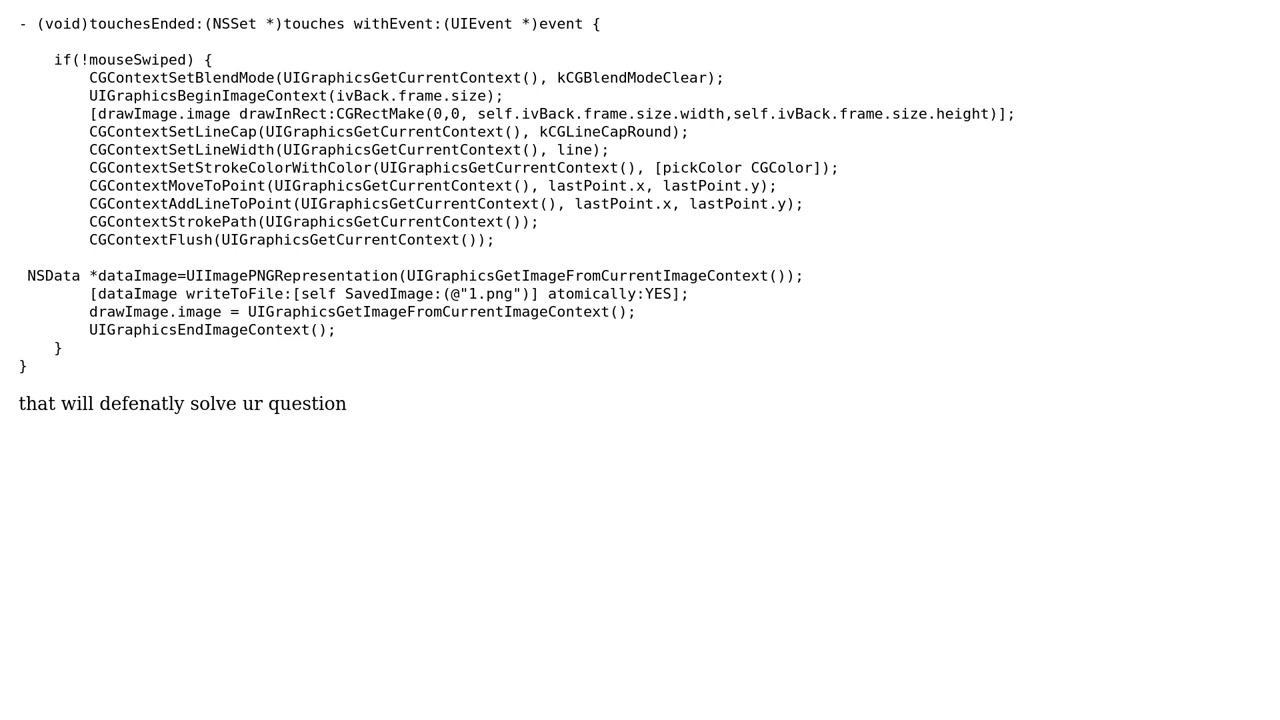 - (void)touchesEnded:(NSSet *)touches withEvent:(UIEvent *)event {
if(!mouseSwiped) {
CGContextSetBlendMode(UIGraphicsGetCurrentContext(), kCGBlendModeClear);
UIGraphicsBeginImageContext(ivBack.frame.size);
[drawImage.image drawInRect:CGRectMake(0,0, self.ivBack.frame.size.width,self.ivBack.frame.size.height)];
CGContextSetLineCap(UIGraphicsGetCurrentContext(), kCGLineCapRound);
CGContextSetLineWidth(UIGraphicsGetCurrentContext(), line);
CGContextSetStrokeColorWithColor(UIGraphicsGetCurrentContext(), [pickColor CGColor]);
CGContextMoveToPoint(UIGraphicsGetCurrentContext(), lastPoint.x, lastPoint.y);
CGContextAddLineToPoint(UIGraphicsGetCurrentContext(), lastPoint.x, lastPoint.y);
CGContextStrokePath(UIGraphicsGetCurrentContext());
CGContextFlush(UIGraphicsGetCurrentContext());
NSData *dataImage=UIImagePNGRepresentation(UIGraphicsGetImageFromCurrentImageContext());
[dataImage writeToFile:[self SavedImage:(@"1.png")] atomically:YES];
drawImage.image = UIGraphicsGetImageFromCurrentImageContext();
UIGraphicsEndImageContext();
}
}
that will defenatly solve ur question